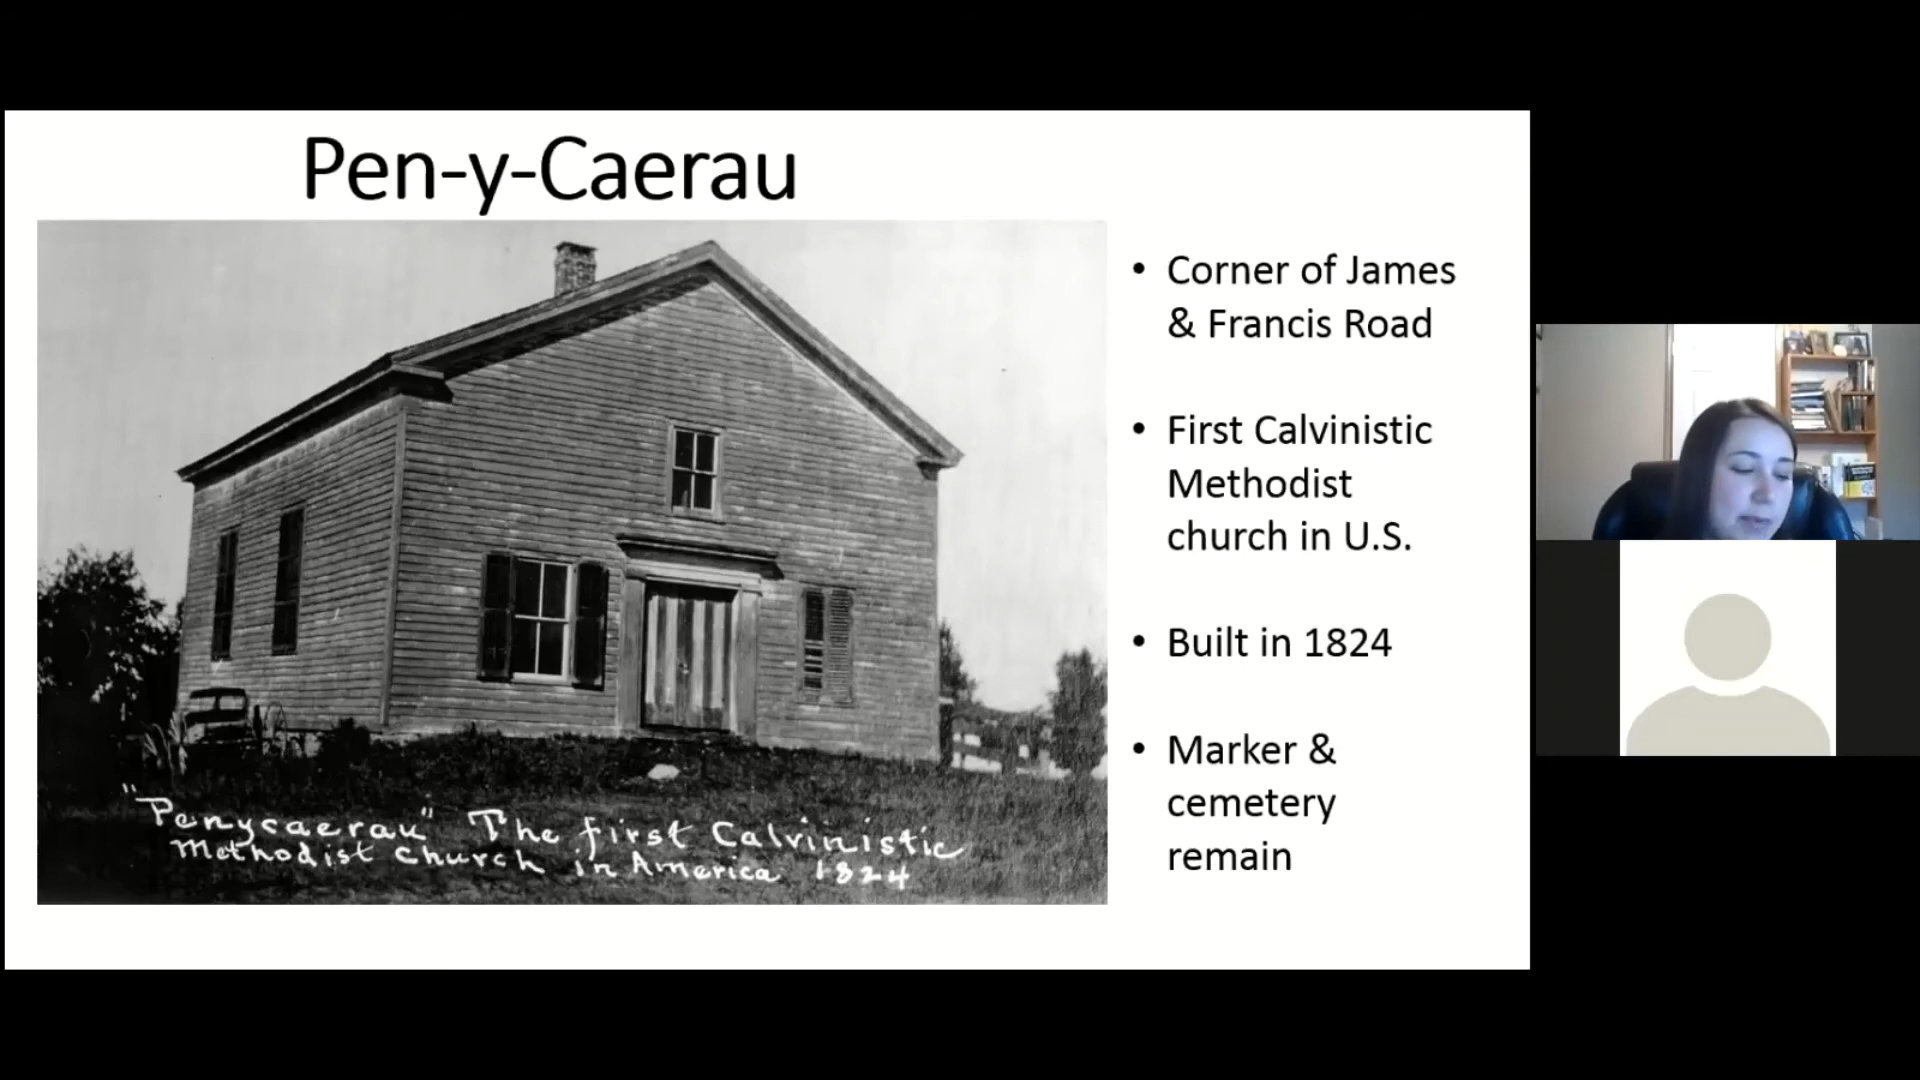 Pen-y-Caerau
• Corner of James
& Francis Road
• First Calvinistic
Methodist
church in U.S.
• Built in 1824
• Marker &
cemetery
remain
"Penycaerau" The first Calvinistic
Methodist church in America 1824